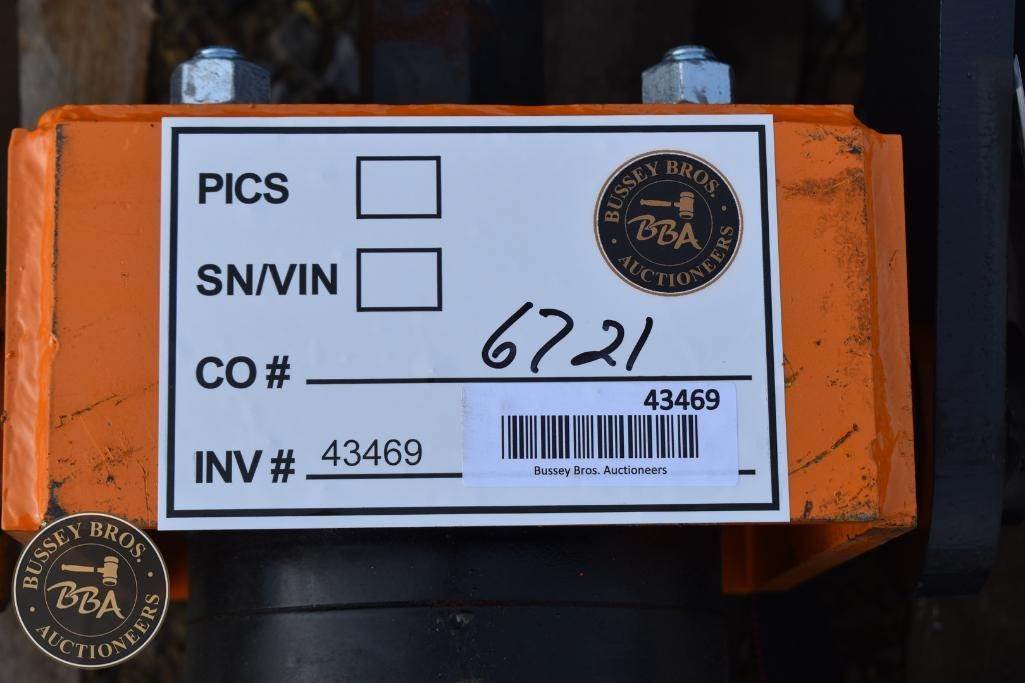 PICS
BUSSEY BROS.
BBA
AUCTIONEERS
SN/VIN
CO # 6721
43469
INV # 43469
Bussey Bros. Auctioneers
BUSSEY BROS.
BBA
AUCTIONEERS